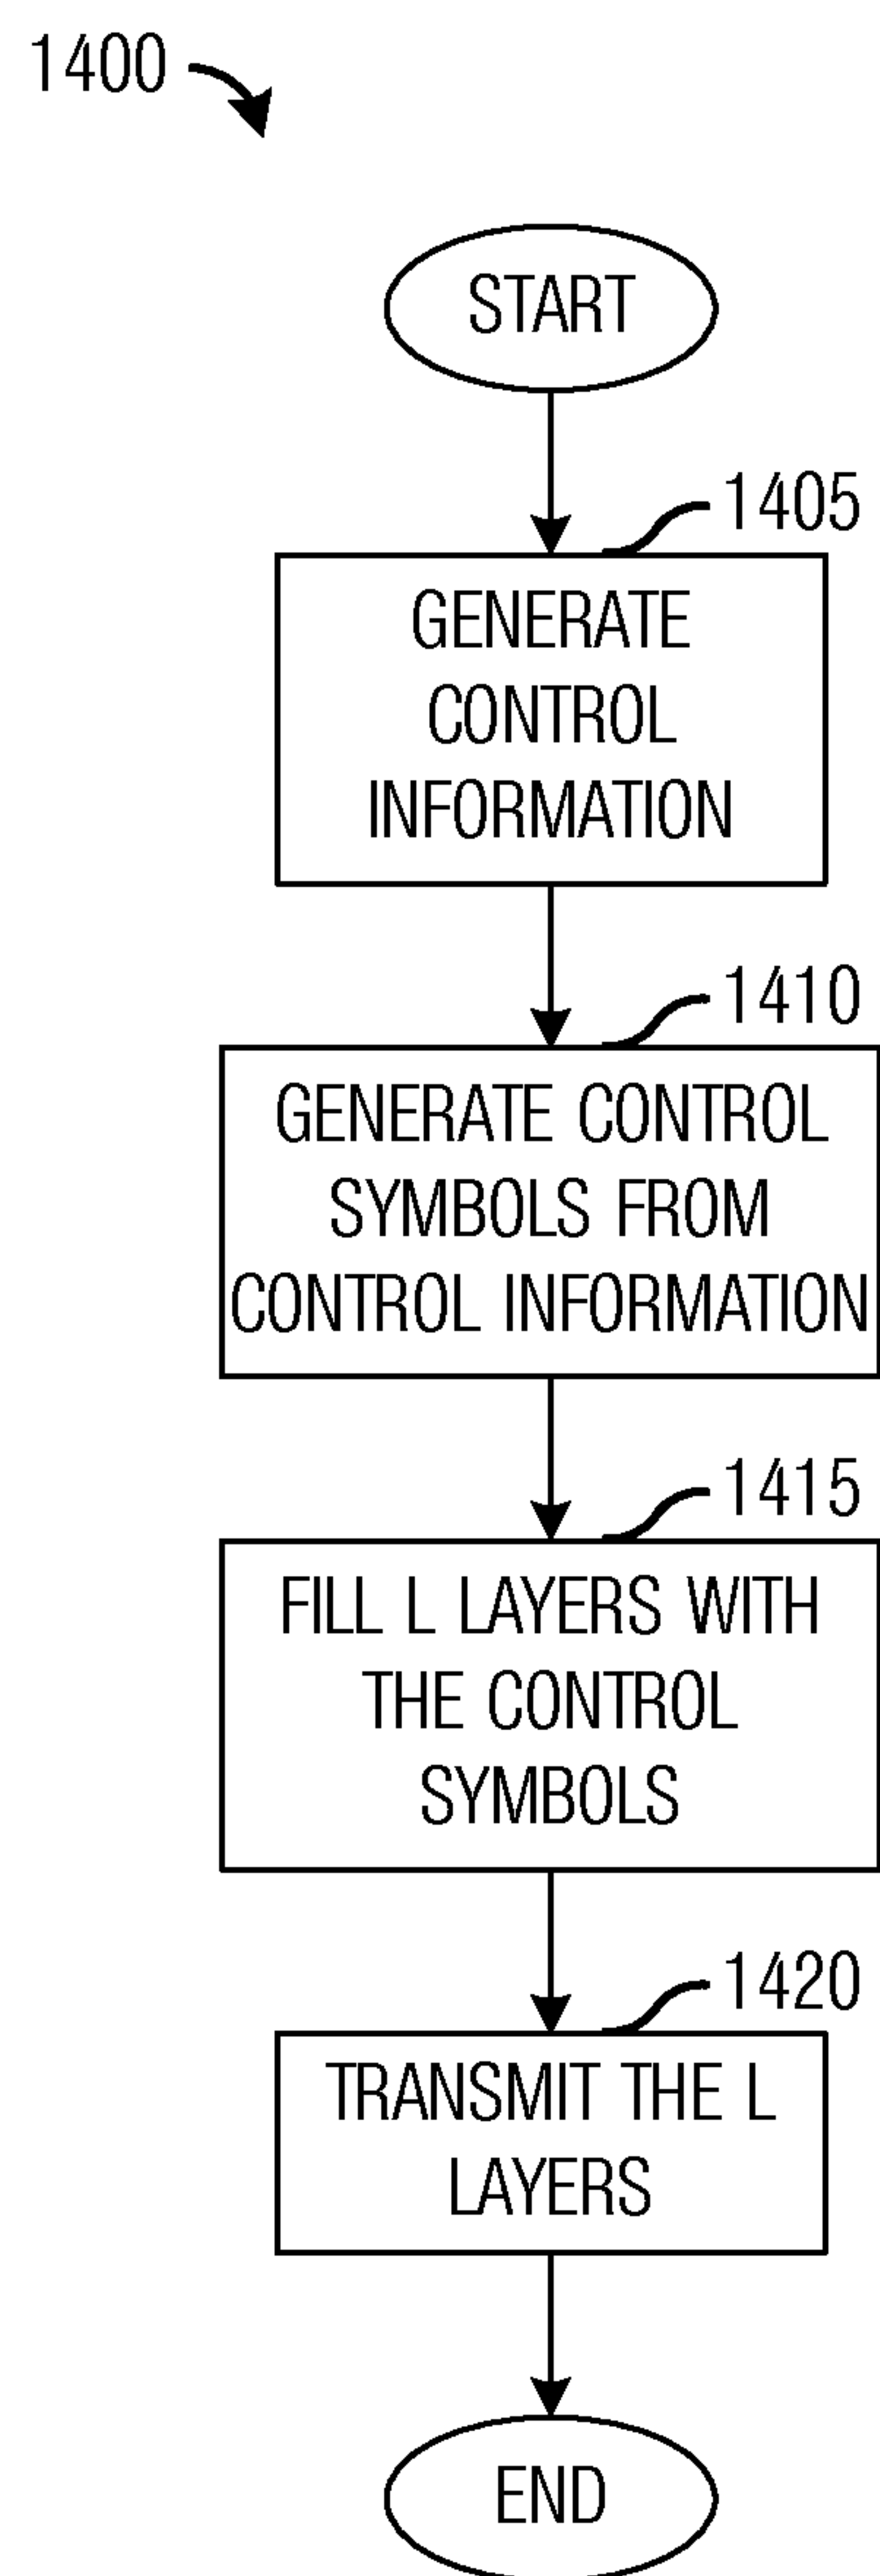 1400
START
1405
GENERATE
CONTROL
INFORMATION
1410
GENERATE CONTROL
SYMBOLS FROM
CONTROL INFORMATION
1415
FILL L LAYERS WITH
THE CONTROL
SYMBOLS
1420
TRANSMIT THE L
LAYERS
END